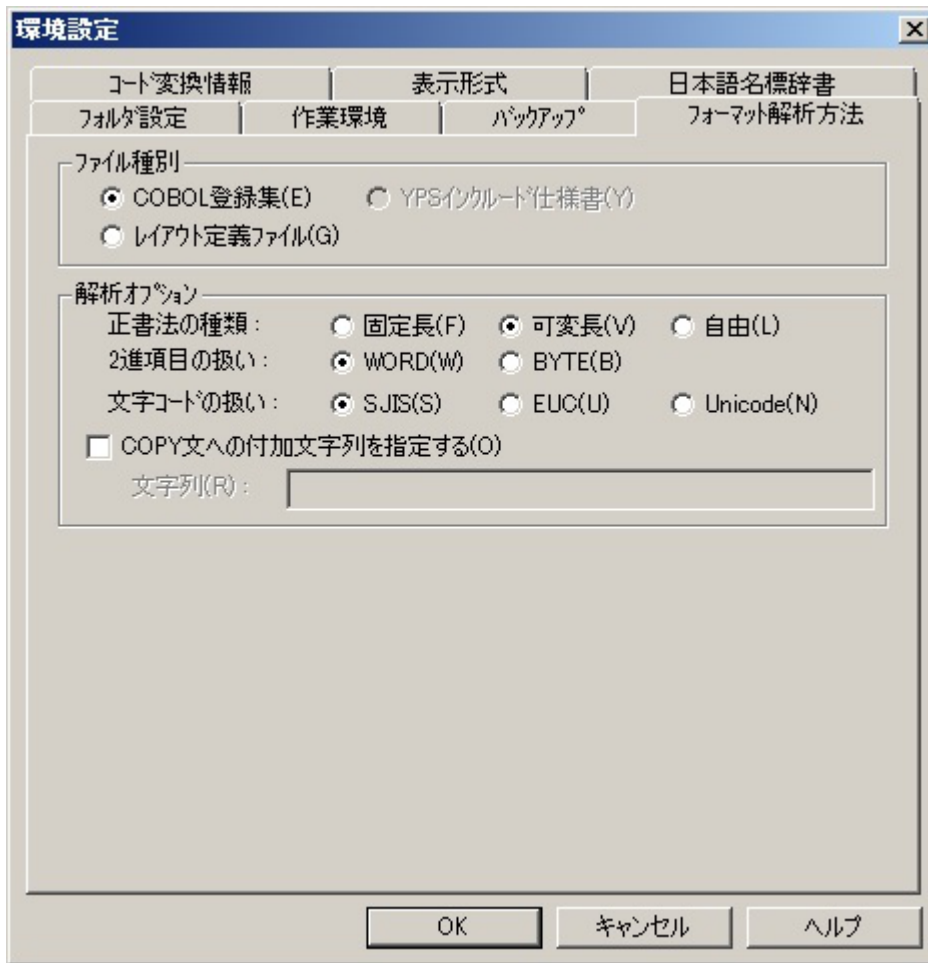 環境設定
コード変換情報 表示形式 日本語名標辞書
フォルダ設定 作業環境 バックアップ フォーマット解析方法
ファイル種別
COBOL登録集(E) YPSインクルード仕様書(Y)
レイアウト定義ファイル(G)
解析オプション
正書法の種類: 固定長(F) 可変長(V) 自由(L)
2進項目の扱い: WORD(W) BYTE(B)
文字コードの扱い: SJIS(S) EUC(U) Unicode(N)
COPY文への付加文字列を指定する(O)
文字列(R):
OK キャンセル ヘルプ